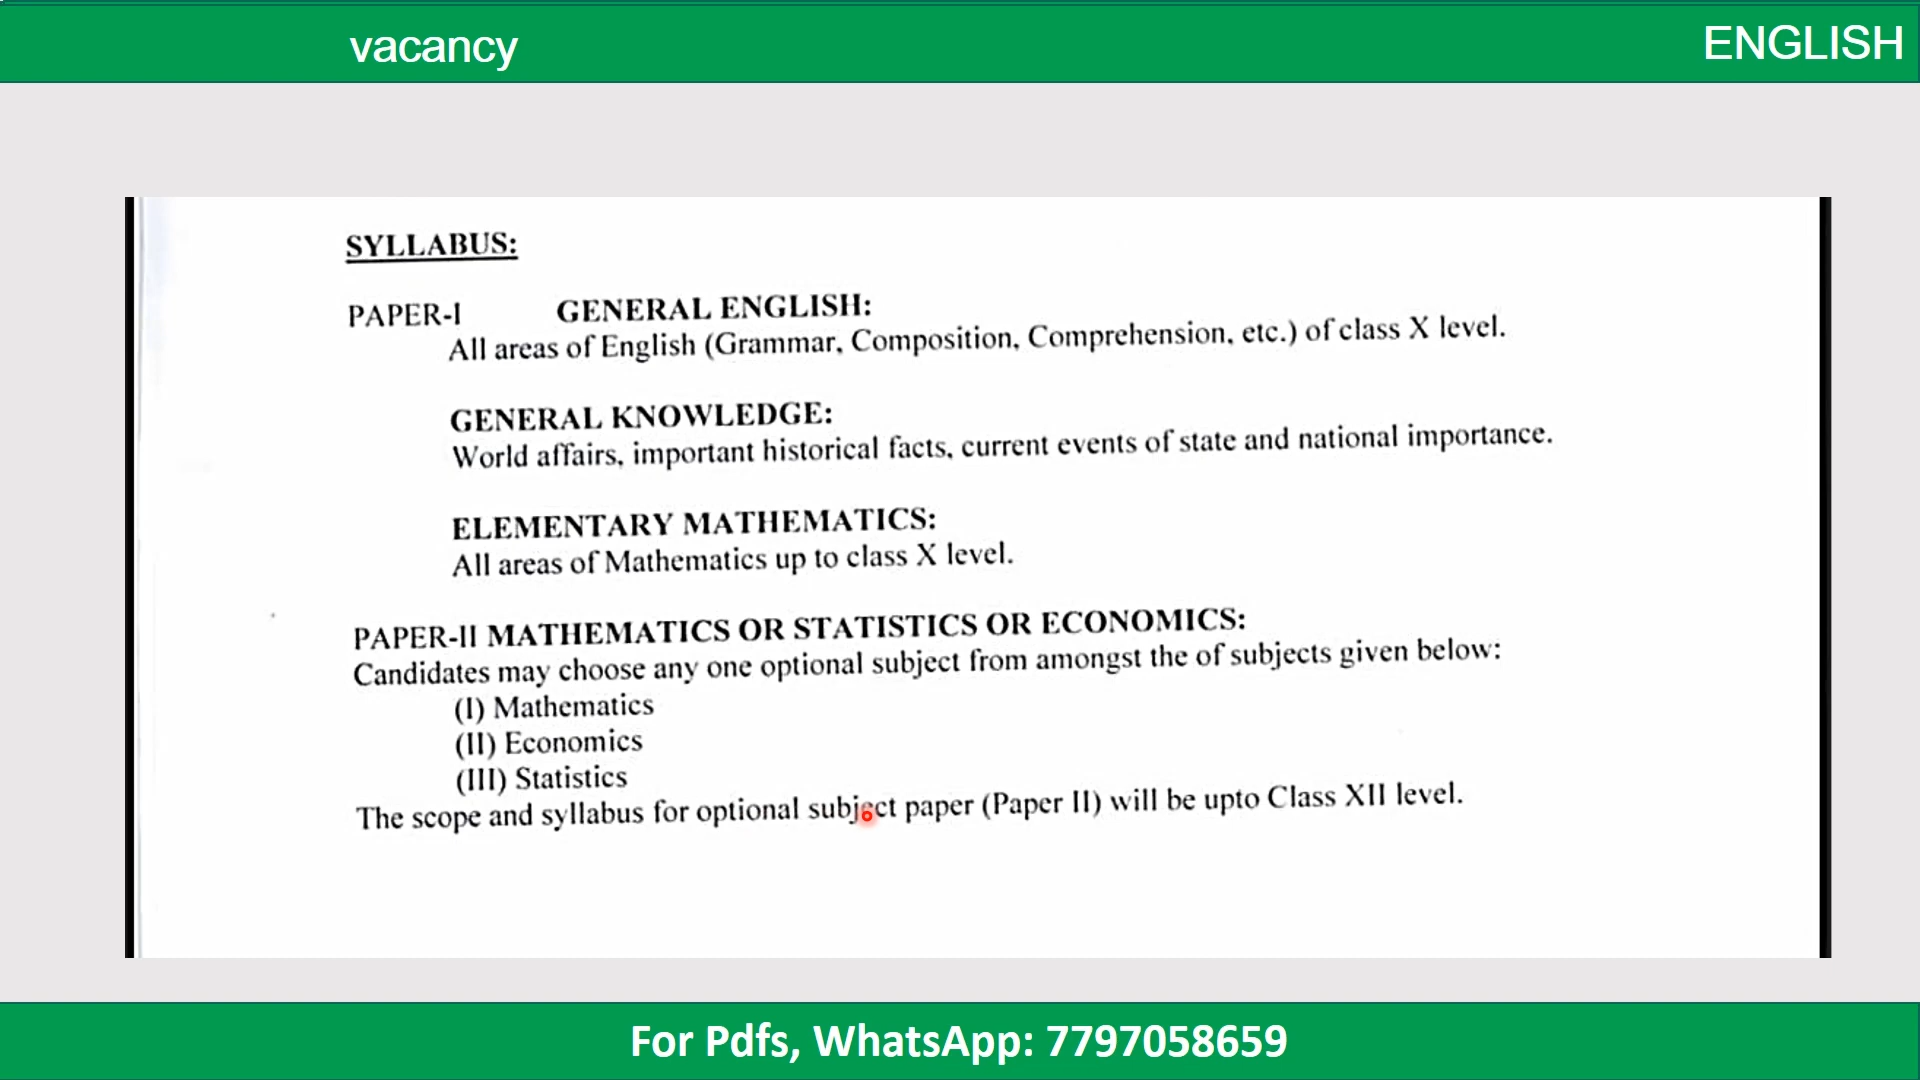 vacancy
ENGLISH
SYLLABUS:
PAPER-I GENERAL ENGLISH:
All areas of English (Grammar, Composition, Comprehension, etc.) of class X level.
GENERAL KNOWLEDGE:
World affairs, important historical facts, current events of state and national importance.
ELEMENTARY MATHEMATICS:
All areas of Mathematics up to class X level.
PAPER-II MATHEMATICS OR STATISTICS OR ECONOMICS:
Candidates may choose any one optional subject from amongst the of subjects given below:
(I) Mathematics
(II) Economics
(III) Statistics
The scope and syllabus for optional subject paper (Paper II) will be upto Class XII level.
For Pdfs, WhatsApp: 7797058659